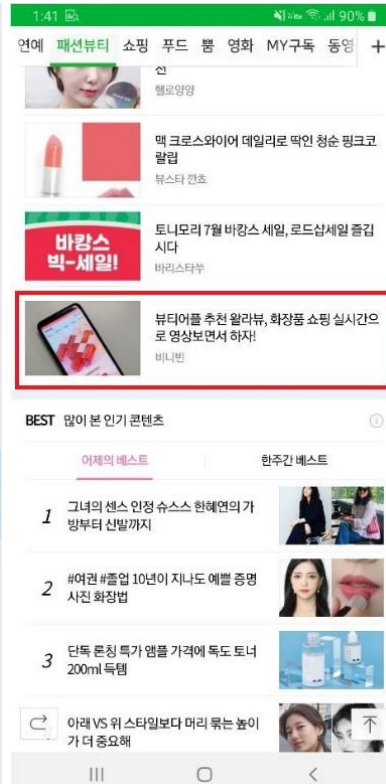 1:41
90%
연예 패션뷰티 쇼핑 푸드 뿜 영화 MY구독 동영
신
헬로양양
맥 크로스와이어 데일리로 딱인 청순 핑크코
랄립
뷰스타 깐쵸
바캉스
빅-세일!
토니모리 7월 바캉스 세일, 로드샵세일 즐깁
시다
바리스타쑤
뷰티어플 추천 왈라뷰, 화장품 쇼핑 실시간으
로 영상보면서 하자!
비니빈
BEST 많이 본 인기 콘텐츠
어제의 베스트
한주간 베스트
1 그녀의 센스 인정 슈스스 한혜연의 가
방부터 신발까지
2 #여권 #졸업 10년이 지나도 예쁠 증명
사진 화장법
3 단독 론칭 특가 앰플 가격에 독도 토너
200ml 득템
아래 VS 위 스타일보다 머리 묶는 높이
가 더 중요해